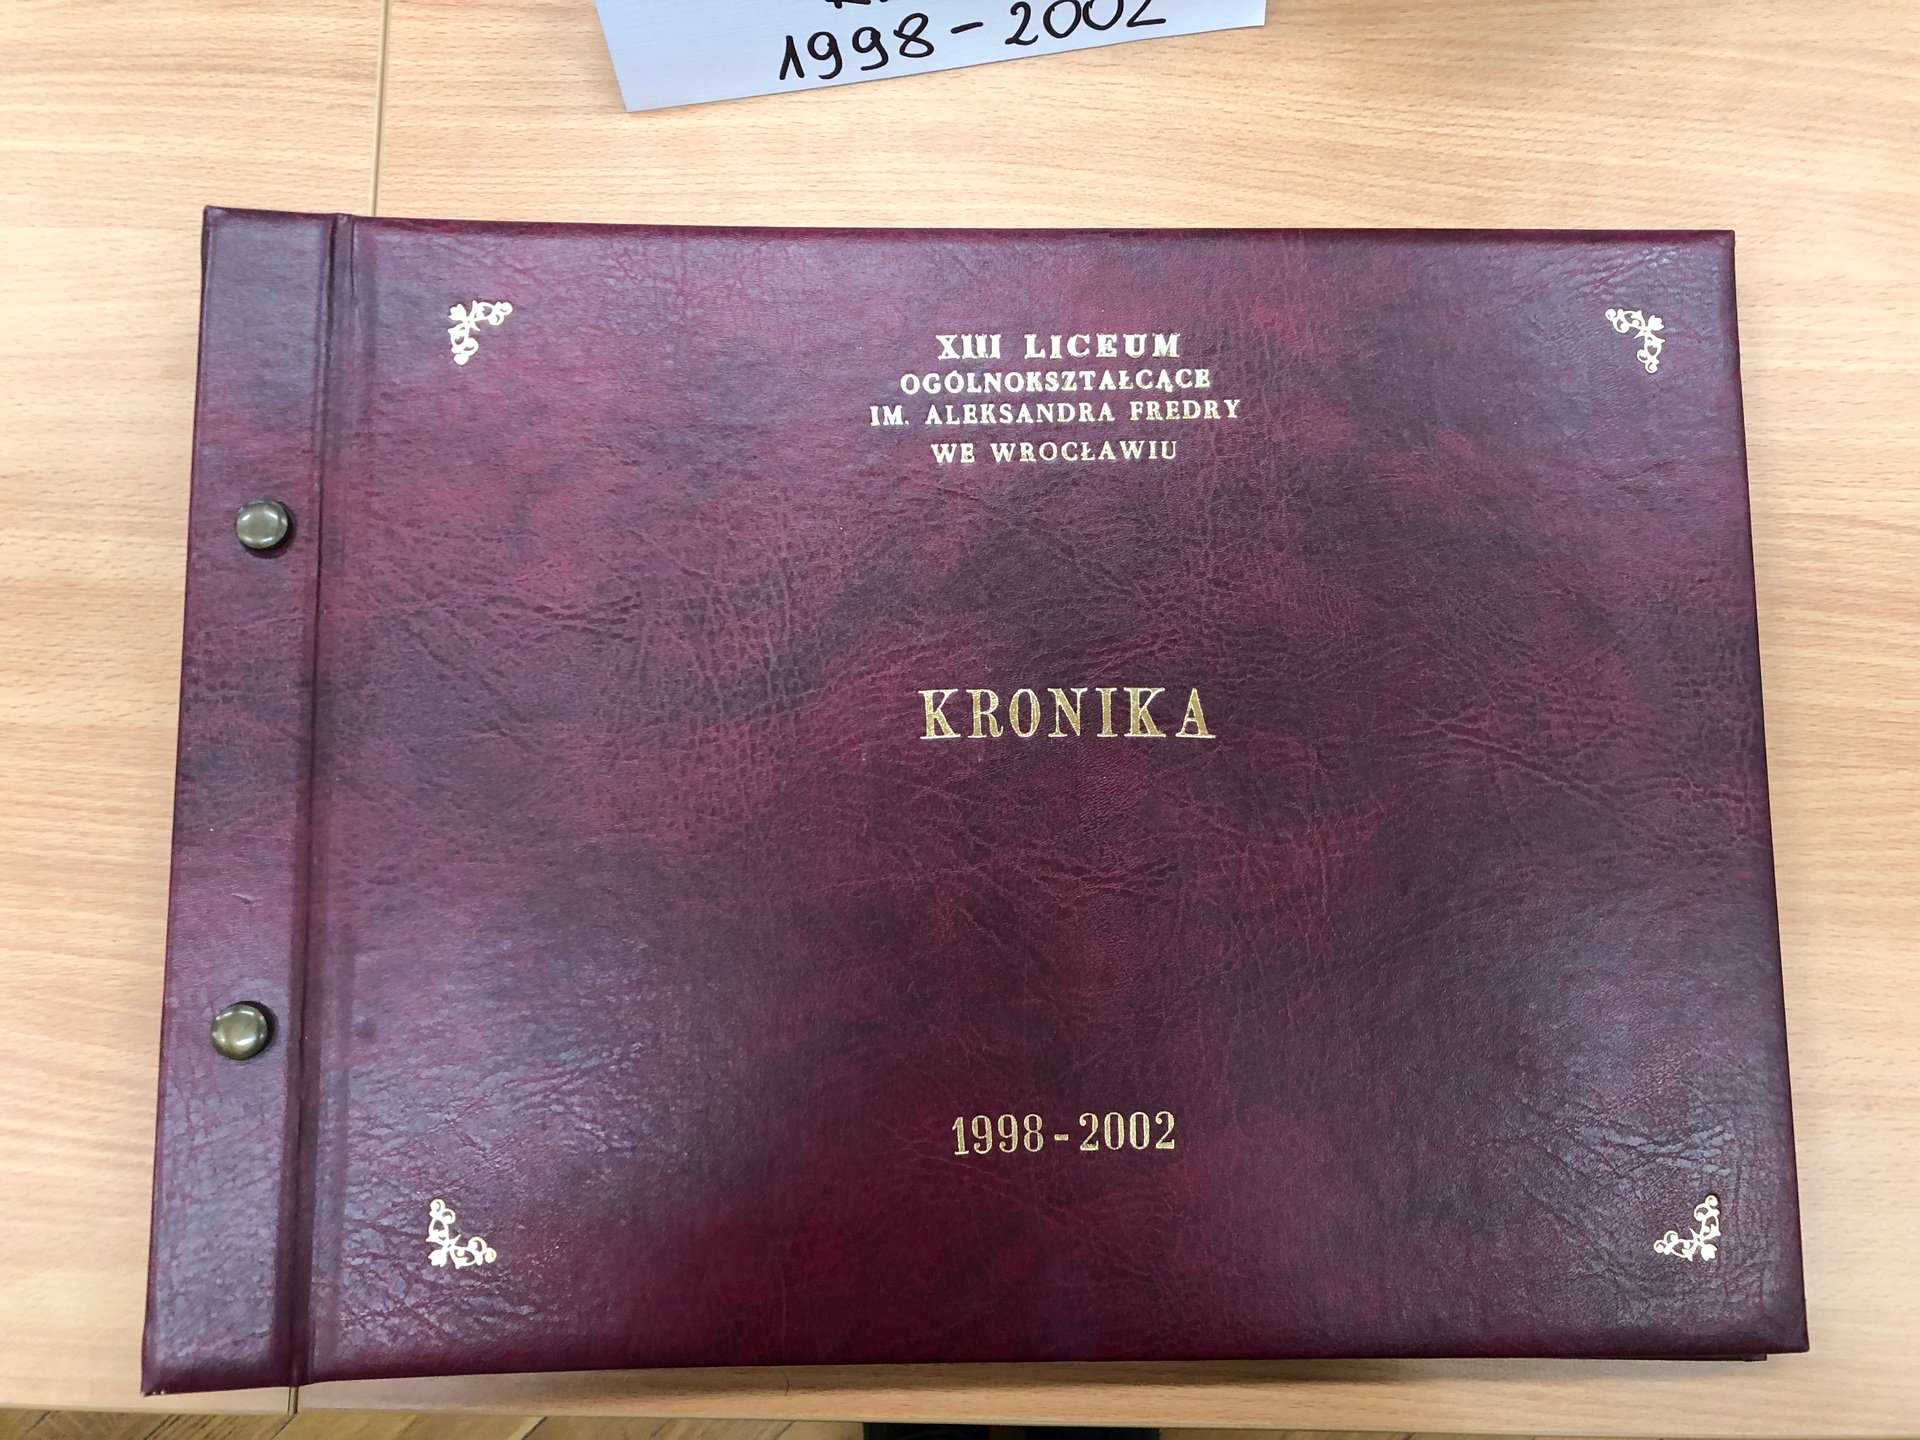 1998-2002
XIII LICEUM
OGÓLNOKSZTAŁCĄCE
IM. ALEKSANDRA FREDRY
WE WROCŁAWIU
KRONIKA
1998-2002